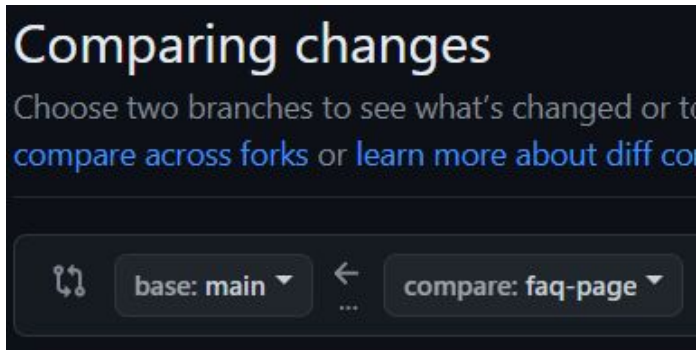 Comparing changes
Choose two branches to see what's changed or to
compare across forks or learn more about diff
base: main ← ... compare: faq-page